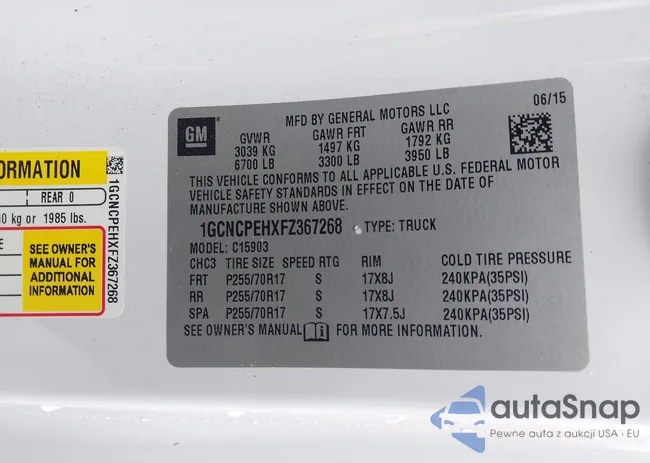 ORMATION
REAR 0
0 kg or 1985 lbs.
SEE OWNER'S
MANUAL FOR
ADDITIONAL
INFORMATION
1GCNCPEHXFZ367268
GM
MFD BY GENERAL MOTORS LLC
06/15
GVWR GAWR FRT GAWR RR
3039 KG 1497 KG 1792 KG
6700 LB 3300 LB 3950 LB
THIS VEHICLE CONFORMS TO ALL APPLICABLE U.S. FEDERAL MOTOR
VEHICLE SAFETY STANDARDS IN EFFECT ON THE DATE OF
MANUFACTURE SHOWN ABOVE.
1GCNCPEHXFZ367268 TYPE: TRUCK
MODEL: C15903
CHC3 TIRE SIZE SPEED RTG RIM COLD TIRE PRESSURE
FRT P255/70R17 S 17X8J 240KPA(35PSI)
RR P255/70R17 S 17X8J 240KPA(35PSI)
SPA P255/70R17 S 17X7.5J 240KPA(35PSI)
SEE OWNER'S MANUAL FOR MORE INFORMATION.
autaSnap
Pewne auta z aukcji USA i EU